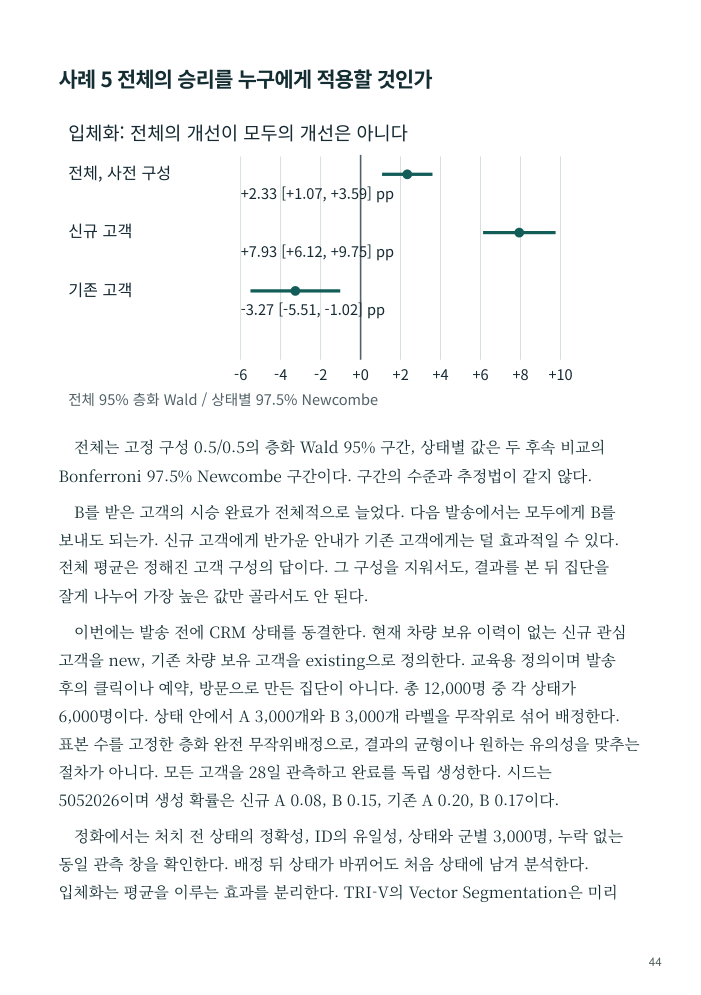 사례 5 전체의 승리를 누구에게 적용할 것인가
입체화: 전체의 개선이 모두의 개선은 아니다
전체, 사전 구성
+2.33 [+1.07, +3.59] pp
신규 고객
+7.93 [+6.12, +9.75] pp
기존 고객
-3.27 [-5.51, -1.02] pp
-6 -4 -2 +0 +2 +4 +6 +8 +10
전체 95% 층화 Wald / 상태별 97.5% Newcombe
전체는 고정 구성 0.5/0.5의 층화 Wald 95% 구간, 상태별 값은 두 후속 비교의
Bonferroni 97.5% Newcombe 구간이다. 구간의 수준과 추정법이 같지 않다.
B를 받은 고객의 시승 완료가 전체적으로 늘었다. 다음 발송에서는 모두에게 B를
보내도 되는가. 신규 고객에게 반가운 안내가 기존 고객에게는 덜 효과적일 수 있다.
전체 평균은 정해진 고객 구성의 답이다. 그 구성을 지워서도, 결과를 본 뒤 집단을
잘게 나누어 가장 높은 값만 골라서도 안 된다.
이번에는 발송 전에 CRM 상태를 동결한다. 현재 차량 보유 이력이 없는 신규 관심
고객을 new, 기존 차량 보유 고객을 existing으로 정의한다. 교육용 정의이며 발송
후의 클릭이나 예약, 방문으로 만든 집단이 아니다. 총 12,000명 중 각 상태가
6,000명이다. 상태 안에서 A 3,000개와 B 3,000개 라벨을 무작위로 섞어 배정한다.
표본 수를 고정한 층화 완전 무작위배정으로, 결과의 균형이나 원하는 유의성을 맞추는
절차가 아니다. 모든 고객을 28일 관측하고 완료를 독립 생성한다. 시드는
5052026이며 생성 확률은 신규 A 0.08, B 0.15, 기존 A 0.20, B 0.17이다.
정화에서는 처치 전 상태의 정확성, ID의 유일성, 상태와 군별 3,000명, 누락 없는
동일 관측 창을 확인한다. 배정 뒤 상태가 바뀌어도 처음 상태에 남겨 분석한다.
입체화는 평균을 이루는 효과를 분리한다. TRI-V의 Vector Segmentation은 미리
44